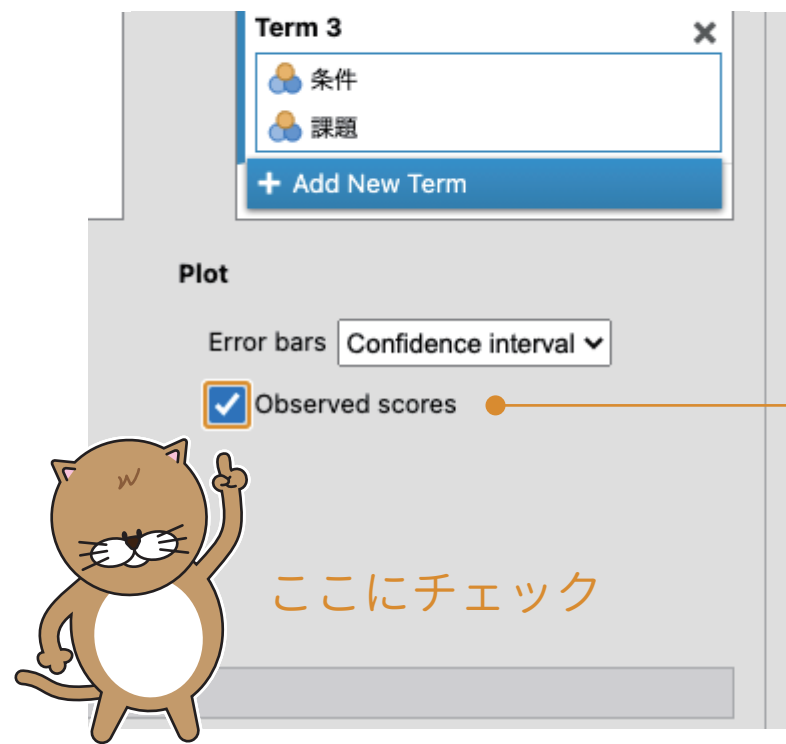 Term 3
条件
課題
Add New Term
Plot
Error bars Confidence interval
Observed scores
ここにチェック